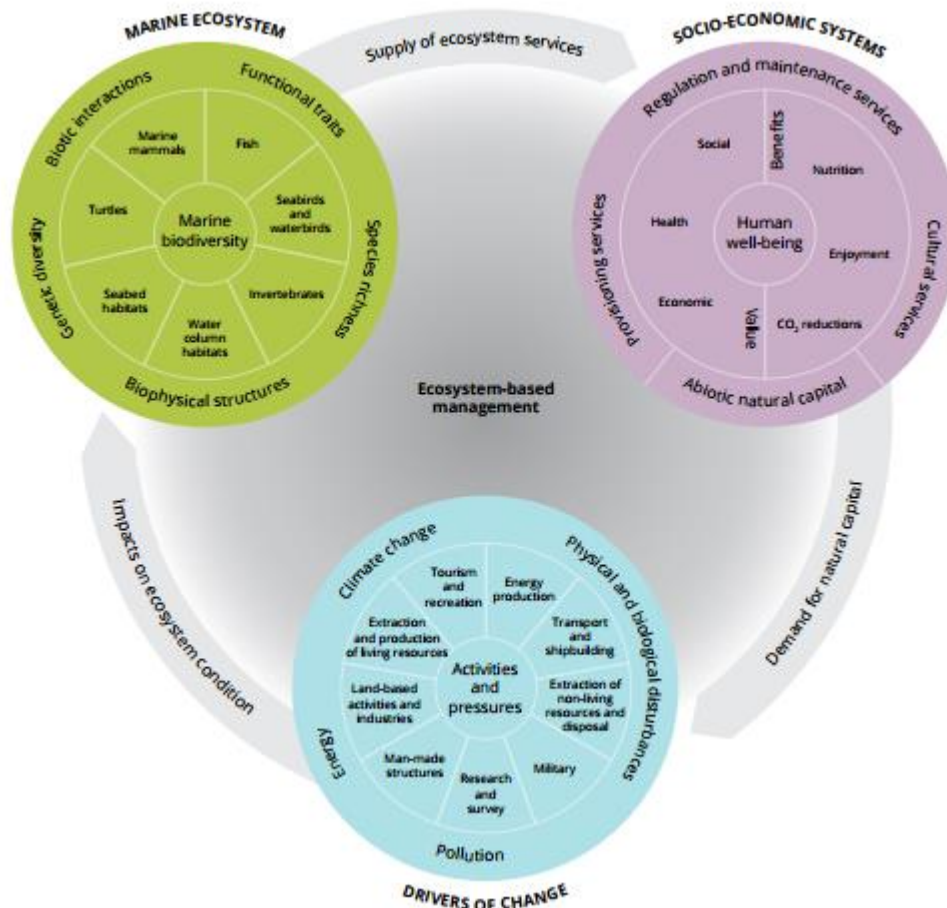 MARINE ECOSYSTEM
Supply of ecosystem services
SOCIO-ECONOMIC SYSTEMS
Biotic interactions
Functional traits
Marine
mammals
Fish
Turtles
Seabirds
and
waterbirds
Marine
biodiversity
Genetic diversity
Species richness
Seabed
habitats
Invertebrates
Water
column
habitats
Biophysical structures
Regulation and maintenance services
Social
Benefits
Nutrition
Health
Human
well-being
Enjoyment
Provisioning services
Cultural services
Economic
Value
CO₂ reductions
Abiotic natural capital
Ecosystem-based
management
Impacts on ecosystem condition
Demand for natural capital
Climate change
Physical and biological disturbances
Tourism
and
recreation
Energy
production
Extraction
and production
of living resources
Transport
and
shipbuilding
Activities
and
pressures
Land-based
activities and
industries
Extraction of
non-living
resources and
disposal
Energy
Man-made
structures
Research
and
survey
Military
Pollution
DRIVERS OF CHANGE